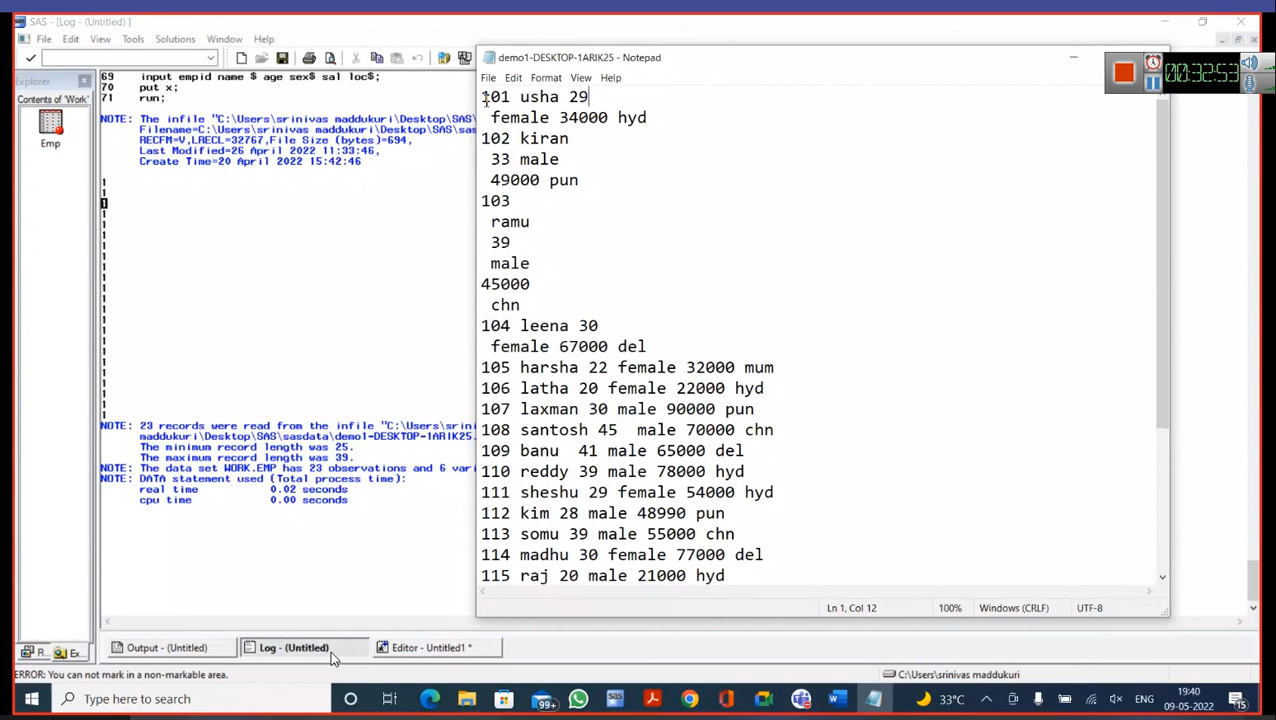 SAS - [Log - (Untitled) ]
File Edit View Tools Solutions Window Help
Explorer
Contents of 'Work'
Emp
69 input empid name $ age sex$ sal loc$;
70 put x;
71 run;
NOTE: The infile "C:\Users\srinivas maddukuri\Desktop\SAS\sas
Filename=C:\Users\srinivas maddukuri\Desktop\SAS\sas
RECFM=V,LRECL=32767,File Size (bytes)=694,
Last Modified=26 April 2022 11:33:46,
Create Time=20 April 2022 15:42:46
NOTE: 23 records were read from the infile "C:\Users\srini
maddukuri\Desktop\SAS\sasdata\demo1-DESKTOP-1ARIK25.
The minimum record length was 25.
The maximum record length was 39.
NOTE: The data set WORK.EMP has 23 observations and 6 vari
NOTE: DATA statement used (Total process time):
real time 0.02 seconds
cpu time 0.00 seconds
demo1-DESKTOP-1ARIK25 - Notepad
File Edit Format View Help
00:32:53
101 usha 29
female 34000 hyd
102 kiran
33 male
49000 pun
103
ramu
39
male
45000
chn
104 leena 30
female 67000 del
105 harsha 22 female 32000 mum
106 latha 20 female 22000 hyd
107 laxman 30 male 90000 pun
108 santosh 45 male 70000 chn
109 banu 41 male 65000 del
110 reddy 39 male 78000 hyd
111 sheshu 29 female 54000 hyd
112 kim 28 male 48990 pun
113 somu 39 male 55000 chn
114 madhu 30 female 77000 del
115 raj 20 male 21000 hyd
Ln 1, Col 12 100% Windows (CRLF) UTF-8
R... Ex... Output - (Untitled) Log - (Untitled) Editor - Untitled1 *
ERROR: You can not mark in a non-markable area. C:\Users\srinivas maddukuri
Type here to search 99+ 33°C ENG 19:40
09-05-2022 15